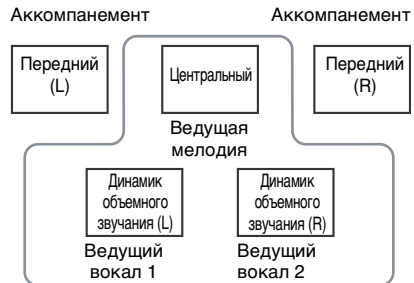 Аккомпанемент Аккомпанемент
Передний
(L)
Центральный
Передний
(R)
Ведущая
мелодия
Динамик
объемного
звучания (L)
Динамик
объемного
звучания (R)
Ведущий
вокал 1
Ведущий
вокал 2